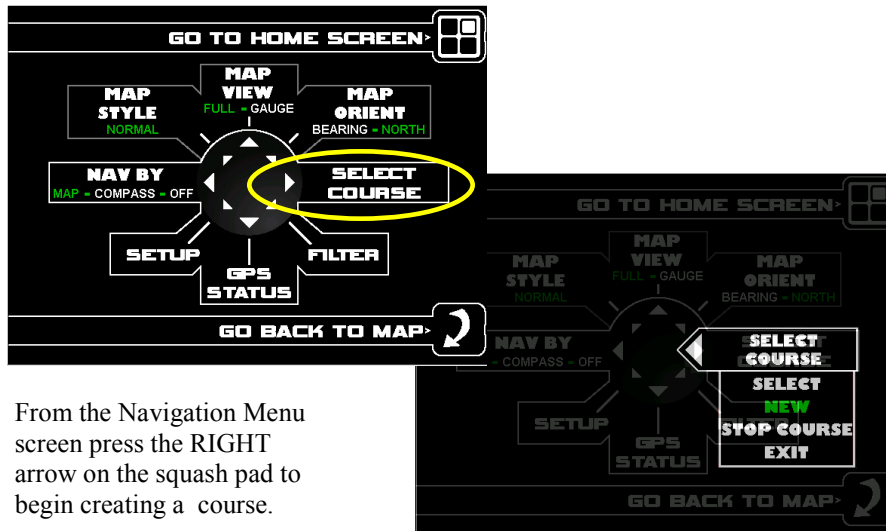 GO TO HOME SCREEN
MAP VIEW
FULL - GAUGE
MAP STYLE
NORMAL
MAP ORIENT
BEARING - NORTH
NAV BY
MAP - COMPASS - OFF
SELECT COURSE
SETUP
FILTER
GPS STATUS
GO BACK TO MAP
From the Navigation Menu
screen press the RIGHT
arrow on the squash pad to
begin creating a course.
GO TO HOME SCREEN
MAP VIEW
FULL - GAUGE
MAP STYLE
NORMAL
MAP ORIENT
BEARING - NORTH
NAV BY
- COMPASS - OFF
SELECT COURSE
SELECT
NEW
STOP COURSE
EXIT
SETUP
GPS STATUS
GO BACK TO MAP